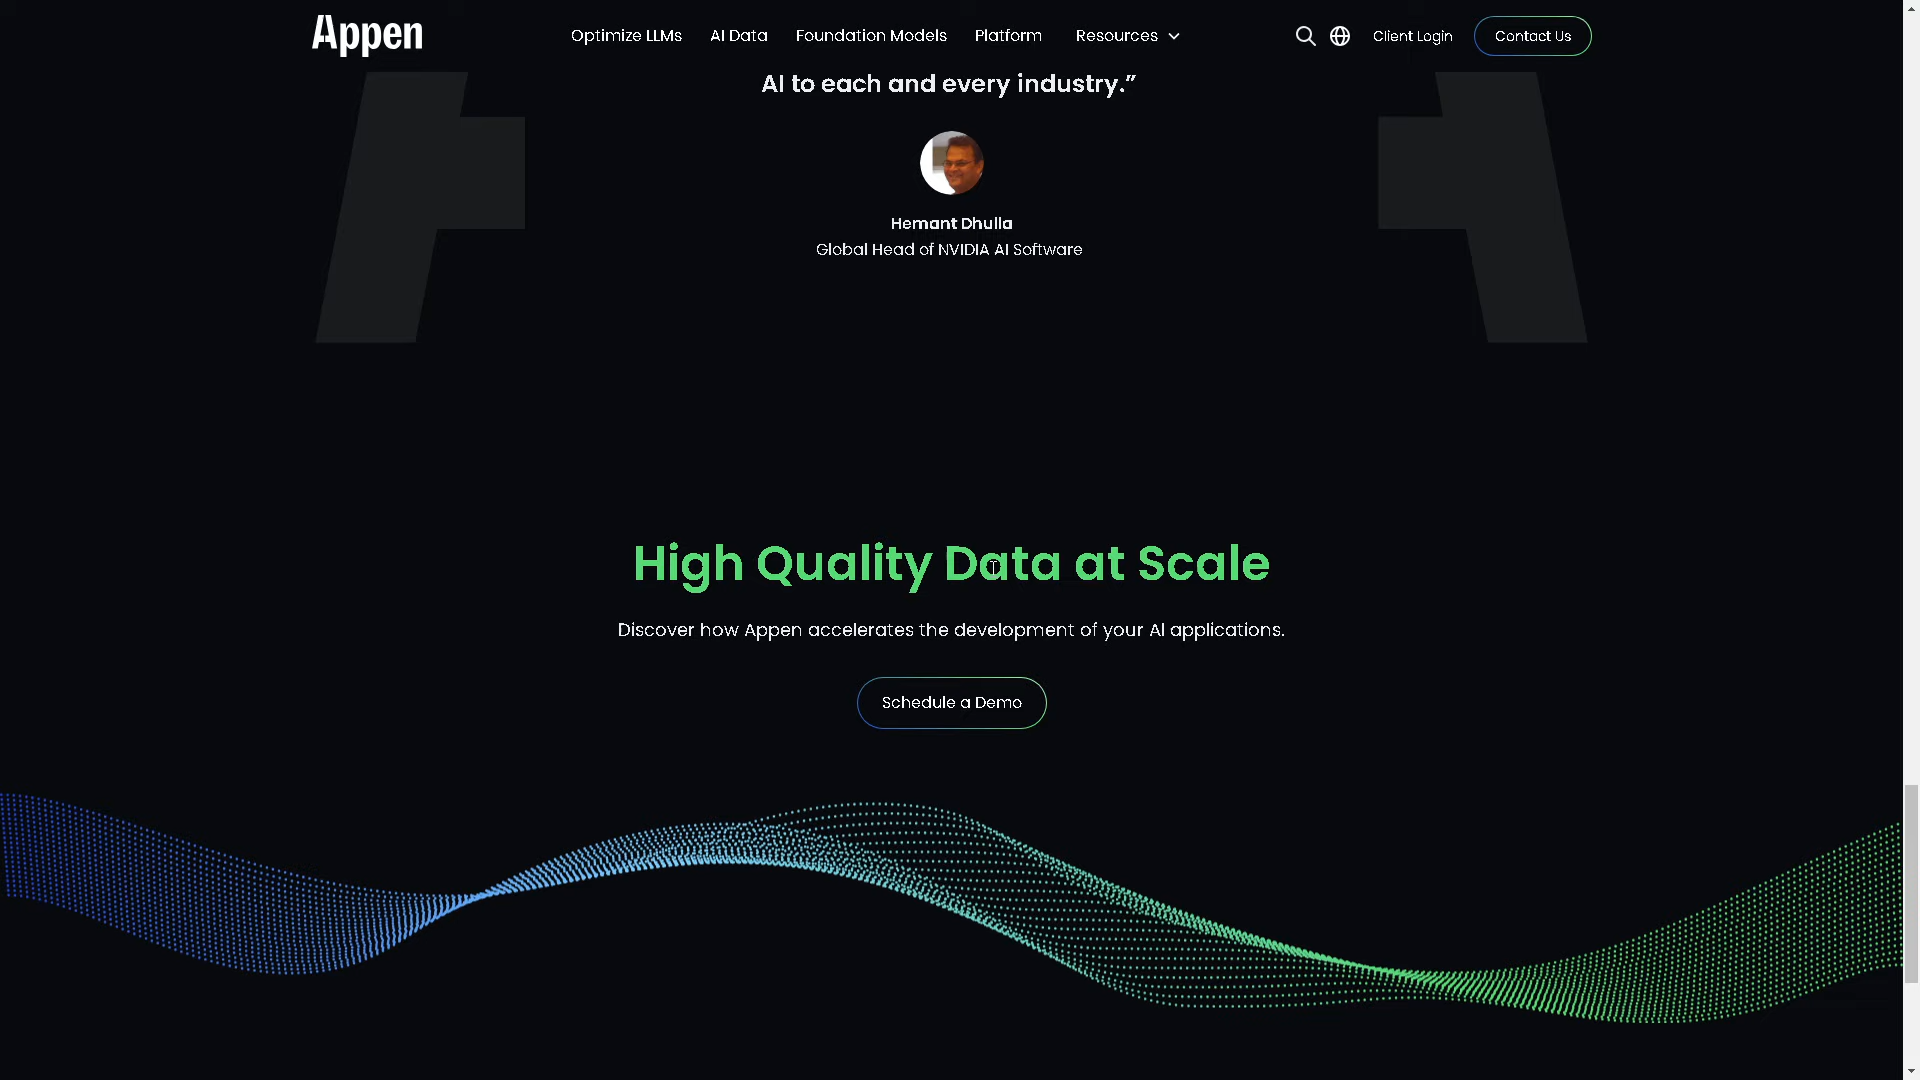 Appen
Optimize LLMs
AI Data
Foundation Models
Platform
Resources
Client Login
Contact Us
AI to each and every industry.”
Hemant Dhulla
Global Head of NVIDIA AI Software
High Quality Data at Scale
Discover how Appen accelerates the development of your AI applications.
Schedule a Demo